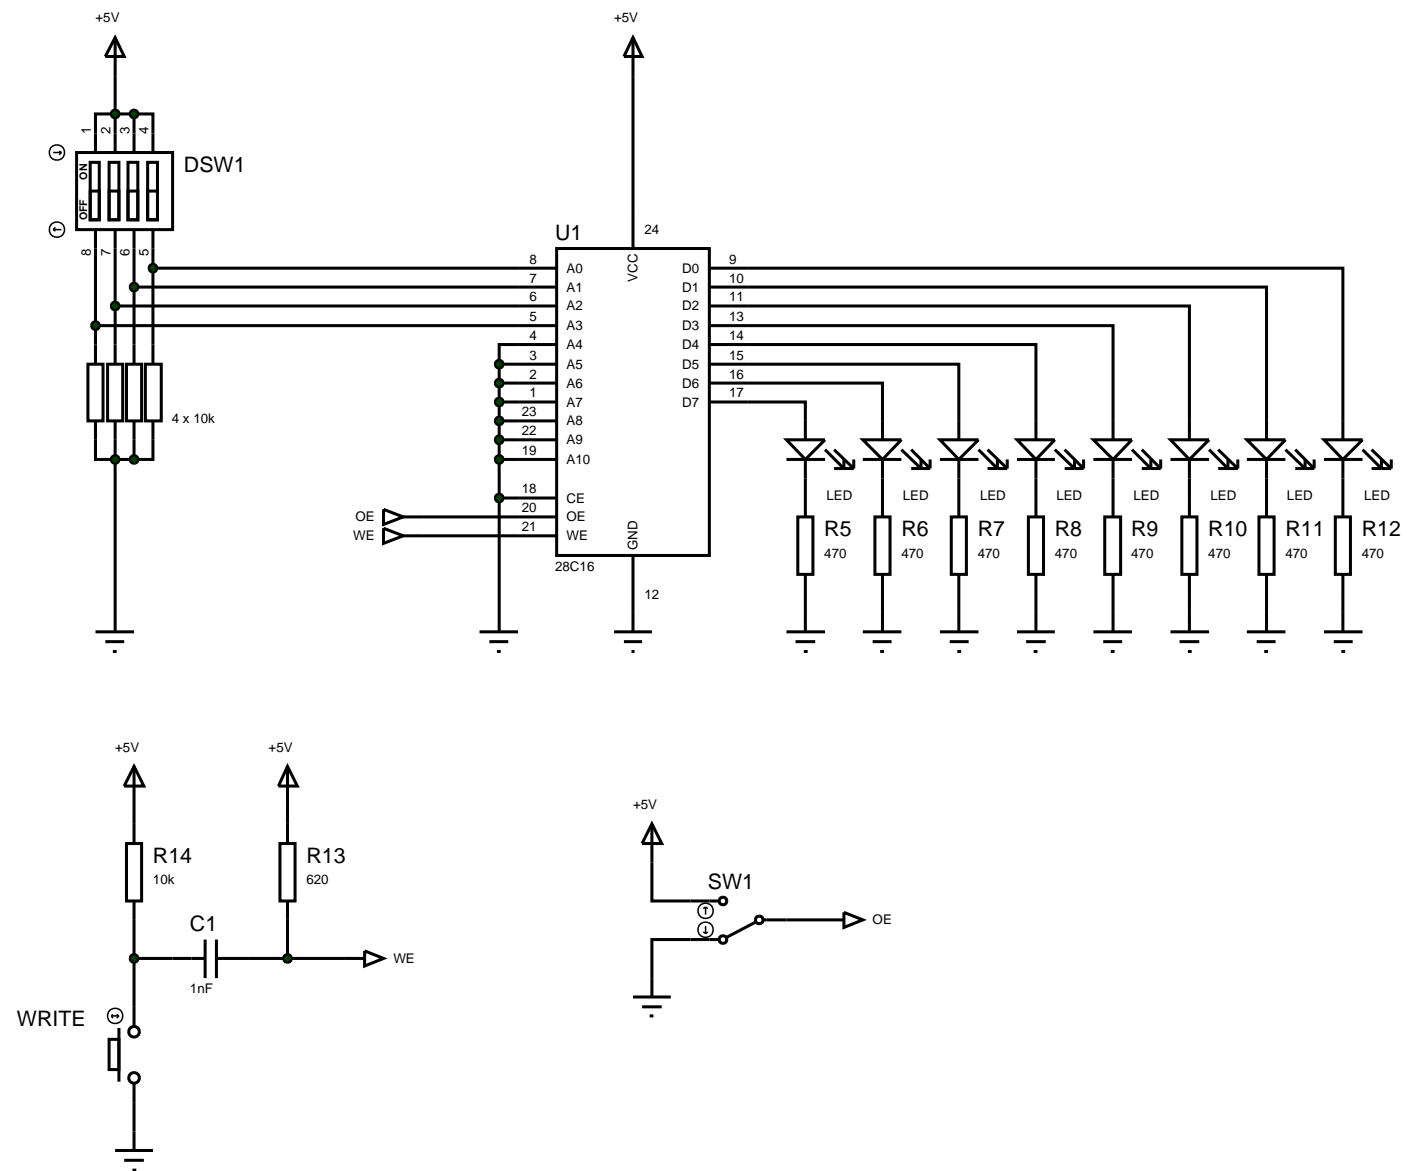 +5V
+5V
1 2 3 4
ON
OFF
DSW1
8 7 6 5
4 x 10k
U1
24
VCC
8 A0 D0 9
7 A1 D1 10
6 A2 D2 11
5 A3 D3 13
4 A4 D4 14
3 A5 D5 15
2 A6 D6 16
1 A7 D7 17
23 A8
22 A9
19 A10
18 CE
OE 20 OE
WE 21 WE
GND
28C16
12
LED LED LED LED LED LED LED LED
R5 R6 R7 R8 R9 R10 R11 R12
470 470 470 470 470 470 470 470
+5V
+5V
R14
10k
R13
620
C1
1nF
WE
WRITE
+5V
SW1
OE